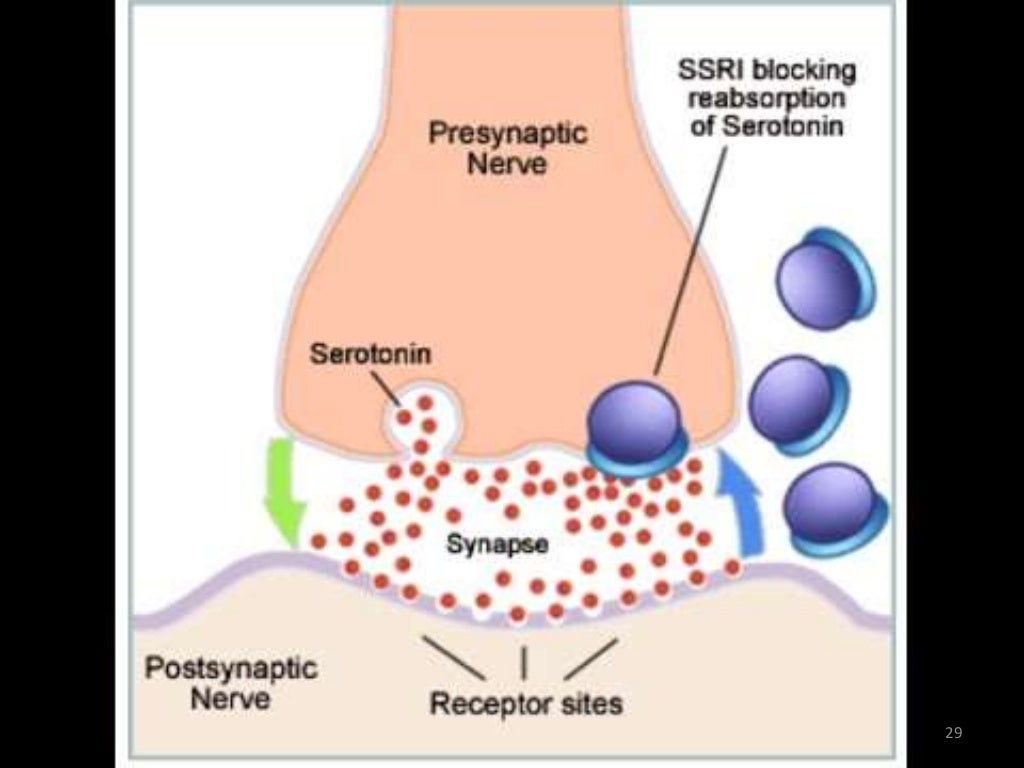 SSRI blocking
reabsorption
of Serotonin
Presynaptic
Nerve
Serotonin
Synapse
Postsynaptic
Nerve
Receptor sites
29